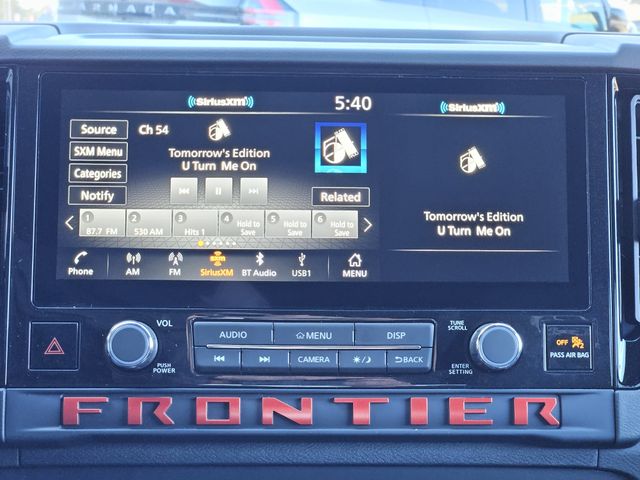 ARMADA
((SiriusXM))
5:40
((SiriusXM))
Source
Ch 54
SXM Menu
Tomorrow's Edition
U Turn Me On
Categories
Notify
Related
Tomorrow's Edition
U Turn Me On
1
87.7 FM
2
530 AM
3
Hits 1
4
Hold to
Save
5
Hold to
Save
6
Hold to
Save
Phone
AM
FM
SXM
SiriusXM
BT Audio
USB1
MENU
VOL
AUDIO
MENU
DISP
TUNE
SCROLL
PUSH
POWER
CAMERA
BACK
ENTER
SETTING
OFF
2
PASS AIR BAG
FRONTIER